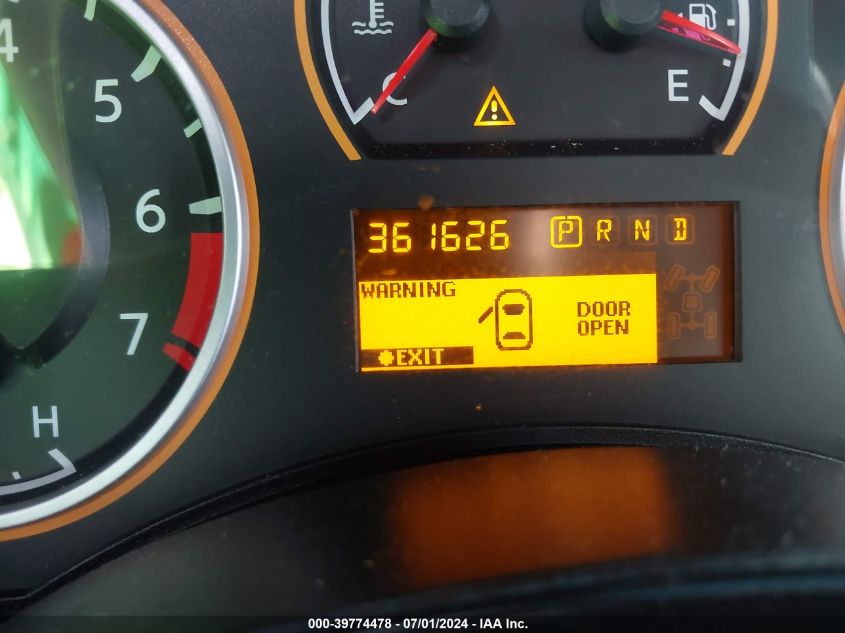 4
5
6
7
H
C
E
361626 P R N D
WARNING
DOOR
OPEN
EXIT
000-39774478 - 07/01/2024 - IAA Inc.